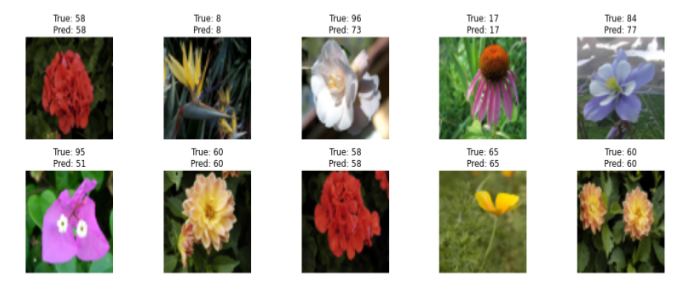 True: 58
Pred: 58
True: 8
Pred: 8
True: 96
Pred: 73
True: 17
Pred: 17
True: 84
Pred: 77
True: 95
Pred: 51
True: 60
Pred: 60
True: 58
Pred: 58
True: 65
Pred: 65
True: 60
Pred: 60